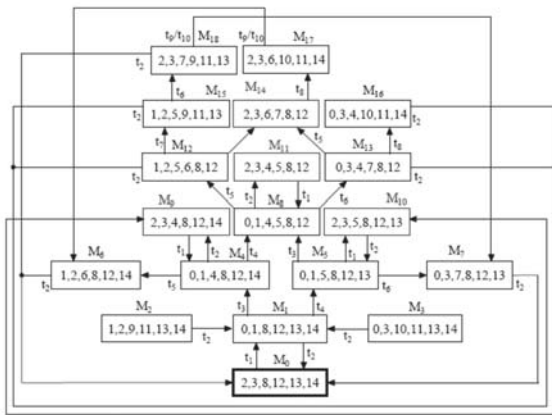 t₉/t₁₀ M₁₈ t₉/t₁₀ M₁₇
t₂ 2,3,7,9,11,13 2,3,6,10,11,14
t₆ M₁₅ M₁₄ t₈ M₁₆
t₂ 1,2,5,9,11,13 2,3,6,7,8,12 0,3,4,10,11,14 t₂
t₇ M₁₂ M₁₁ t₅ M₁₃ t₈
t₂ 1,2,5,6,8,12 2,3,4,5,8,12 0,3,4,7,8,12 t₂
M₉ t₅ t₂ M₈ t₁ t₆ M₁₀
2,3,4,8,12,14 0,1,4,5,8,12 2,3,5,8,12,13
M₆ t₁ t₂ M₄ t₄ t₃ M₅ t₁ t₂ M₇
t₂ 1,2,6,8,12,14 t₅ 0,1,4,8,12,14 0,1,5,8,12,13 t₆ 0,3,7,8,12,13 t₂
M₂ t₃ M₁ t₄ M₃
1,2,9,11,13,14 t₂ 0,1,8,12,13,14 t₂ 0,3,10,11,13,14
t₁ M₀ t₂
2,3,8,12,13,14